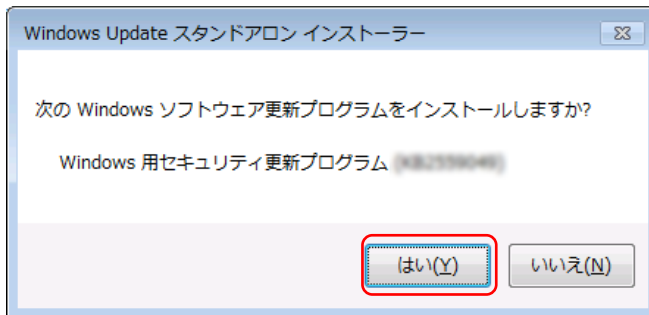 Windows Update スタンドアロン インストーラー
次の Windows ソフトウェア更新プログラムをインストールしますか?
Windows 用セキュリティ更新プログラム
はい(Y)
いいえ(N)